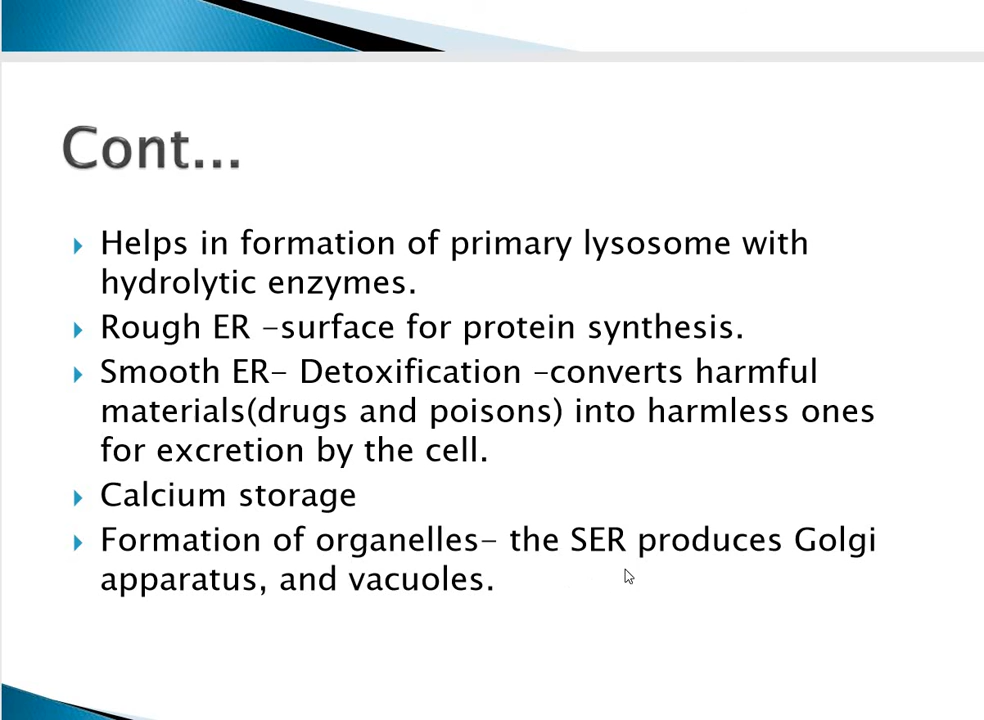 Cont...
Helps in formation of primary lysosome with
hydrolytic enzymes.
Rough ER –surface for protein synthesis.
Smooth ER– Detoxification –converts harmful
materials(drugs and poisons) into harmless ones
for excretion by the cell.
Calcium storage
Formation of organelles– the SER produces Golgi
apparatus, and vacuoles.